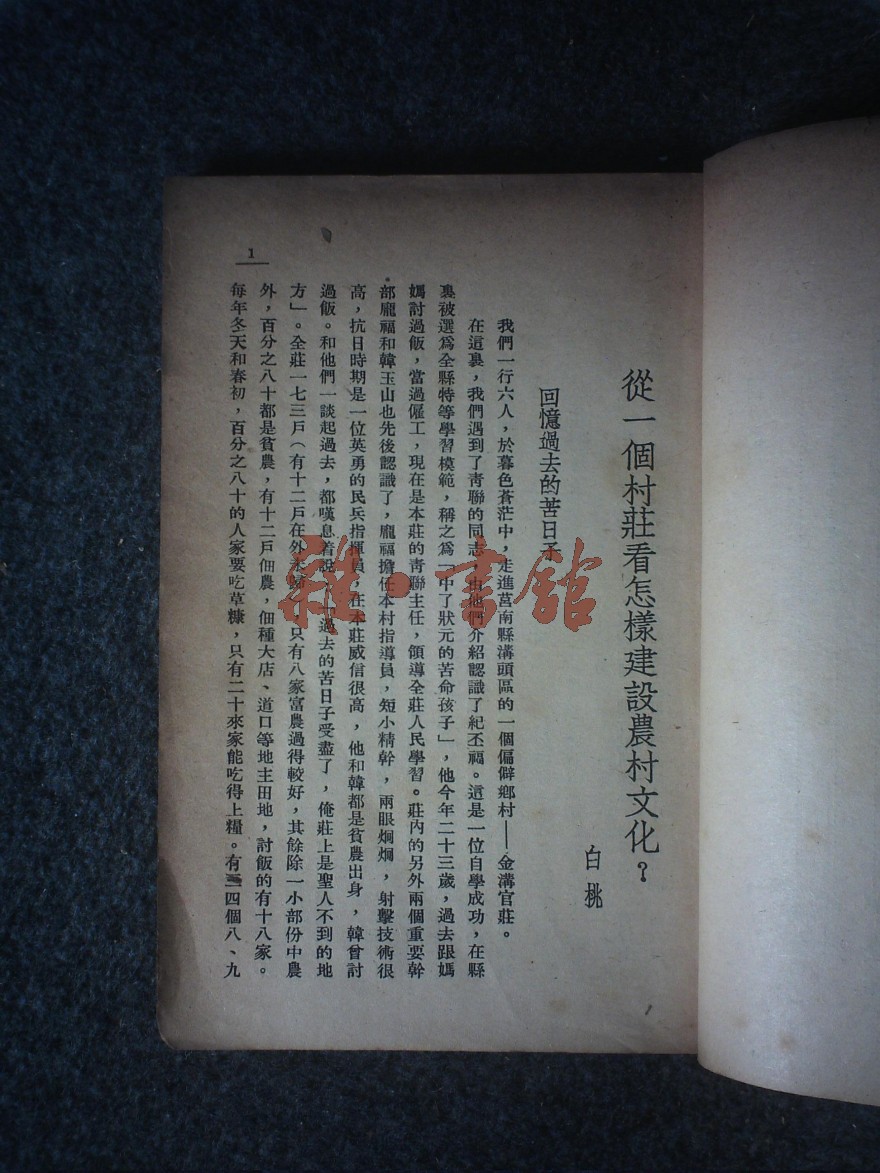 從一個村莊看怎樣建設農村文化？
白桃
回憶過去的苦日子
我們一行六人，於暮色蒼茫中，走進莒南縣溝頭區的一個偏僻鄉村——金溝官莊。
在這裏，我們遇到了靑聯的同志，由他們介紹認識了紀丕福。這是一位自學成功，在縣
裏被選爲全縣特等學習模範，稱之爲「中了狀元的苦命孩子」，他今年二十三歲，過去跟媽
媽討過飯，當過僱工，現在是本莊的靑聯主任，領導全莊人民學習。莊內的另外兩個重要幹
部龐福和韓玉山也先後認識了，龐福擔任本村指導員，短小精幹，兩眼烱烱，射擊技術很
高，抗日時期是一位英勇的民兵指揮員，在本莊威信很高，他和韓都是貧農出身，韓曾討
過飯。和他們一談起過去，都嘆息着說：「過去的苦日子受盡了，俺莊上是聖人不到的地
方」。全莊一七三戶（有十二戶在外未歸），只有八家富農過得較好，其餘除一小部份中農
外，百分之八十都是貧農，有十二戶佃農，佃種大店、道口等地主田地，討飯的有十八家。
每年冬天和春初，百分之八十的人家要吃草糠，只有二十來家能吃得上糧。有三四個八、九
1
雜·書館